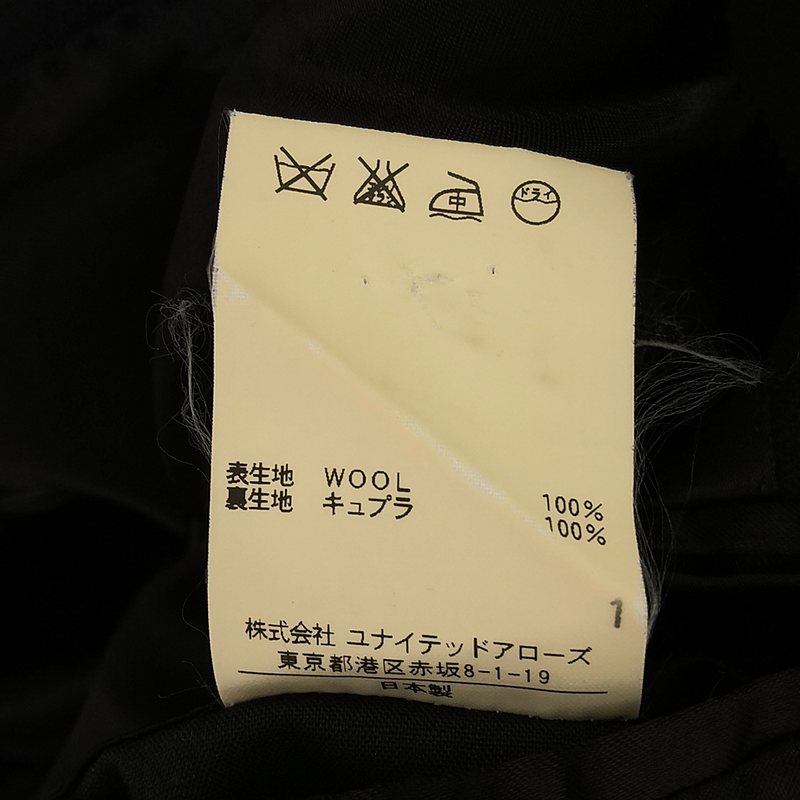 中 ドライ
表生地 WOOL 100%
裏生地 キュプラ 100%
1
株式会社 ユナイテッドアローズ
東京都港区赤坂8-1-19
日本製